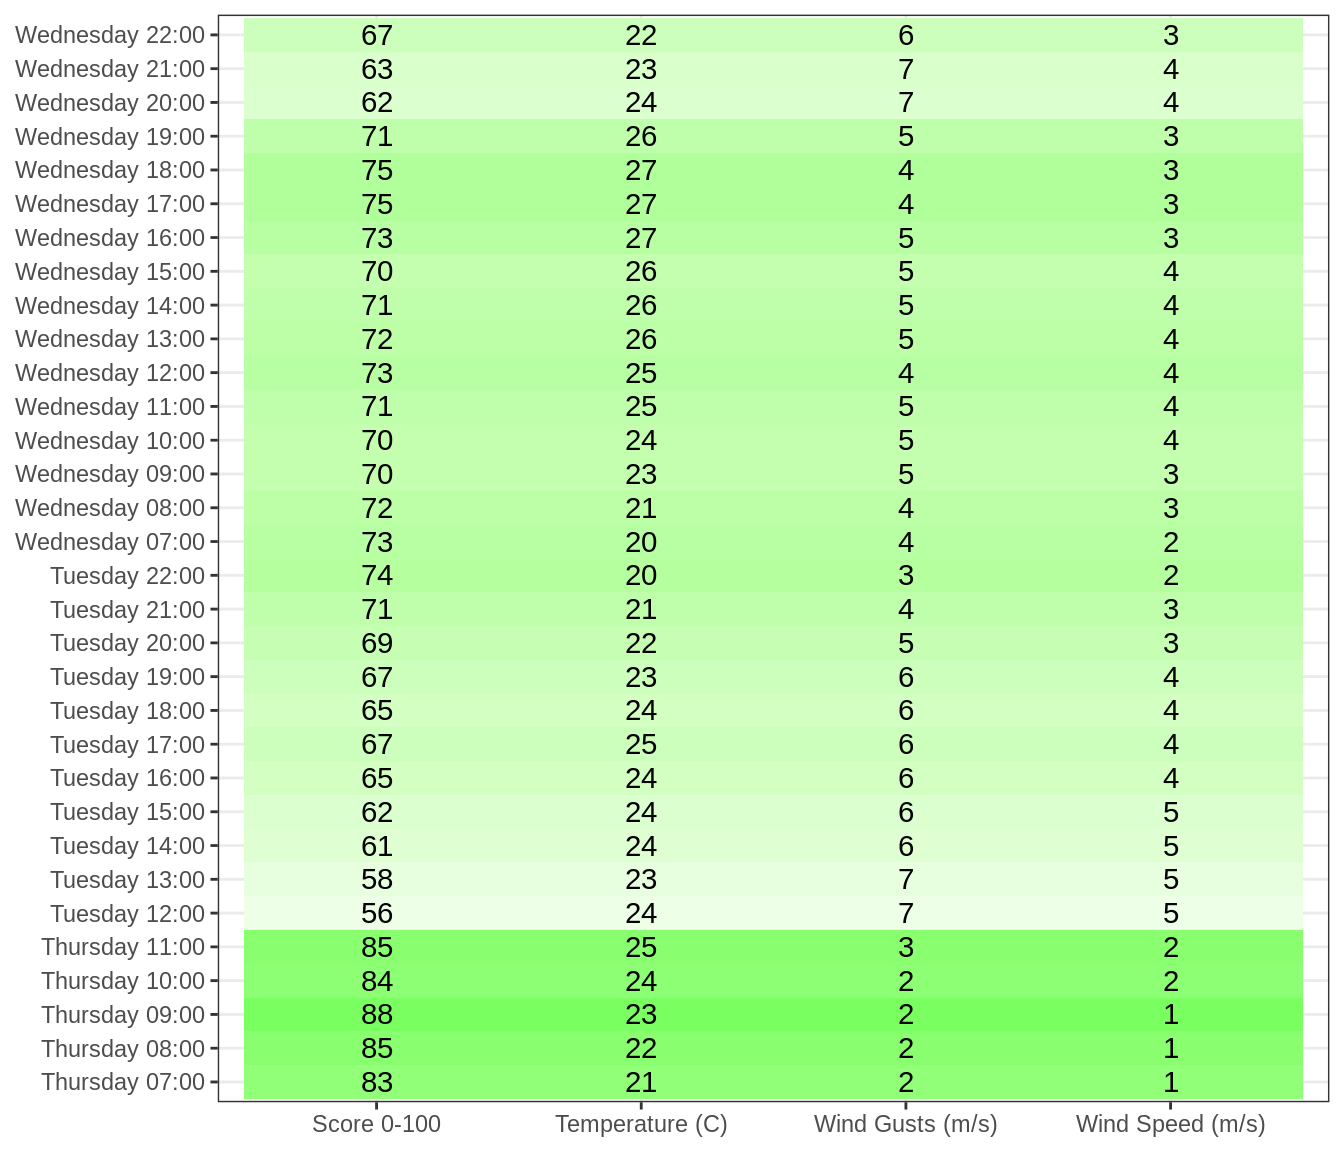 Wednesday 22:00 67 22 6 3
Wednesday 21:00 63 23 7 4
Wednesday 20:00 62 24 7 4
Wednesday 19:00 71 26 5 3
Wednesday 18:00 75 27 4 3
Wednesday 17:00 75 27 4 3
Wednesday 16:00 73 27 5 3
Wednesday 15:00 70 26 5 4
Wednesday 14:00 71 26 5 4
Wednesday 13:00 72 26 5 4
Wednesday 12:00 73 25 4 4
Wednesday 11:00 71 25 5 4
Wednesday 10:00 70 24 5 4
Wednesday 09:00 70 23 5 3
Wednesday 08:00 72 21 4 3
Wednesday 07:00 73 20 4 2
Tuesday 22:00 74 20 3 2
Tuesday 21:00 71 21 4 3
Tuesday 20:00 69 22 5 3
Tuesday 19:00 67 23 6 4
Tuesday 18:00 65 24 6 4
Tuesday 17:00 67 25 6 4
Tuesday 16:00 65 24 6 4
Tuesday 15:00 62 24 6 5
Tuesday 14:00 61 24 6 5
Tuesday 13:00 58 23 7 5
Tuesday 12:00 56 24 7 5
Thursday 11:00 85 25 3 2
Thursday 10:00 84 24 2 2
Thursday 09:00 88 23 2 1
Thursday 08:00 85 22 2 1
Thursday 07:00 83 21 2 1
Score 0-100 Temperature (C) Wind Gusts (m/s) Wind Speed (m/s)